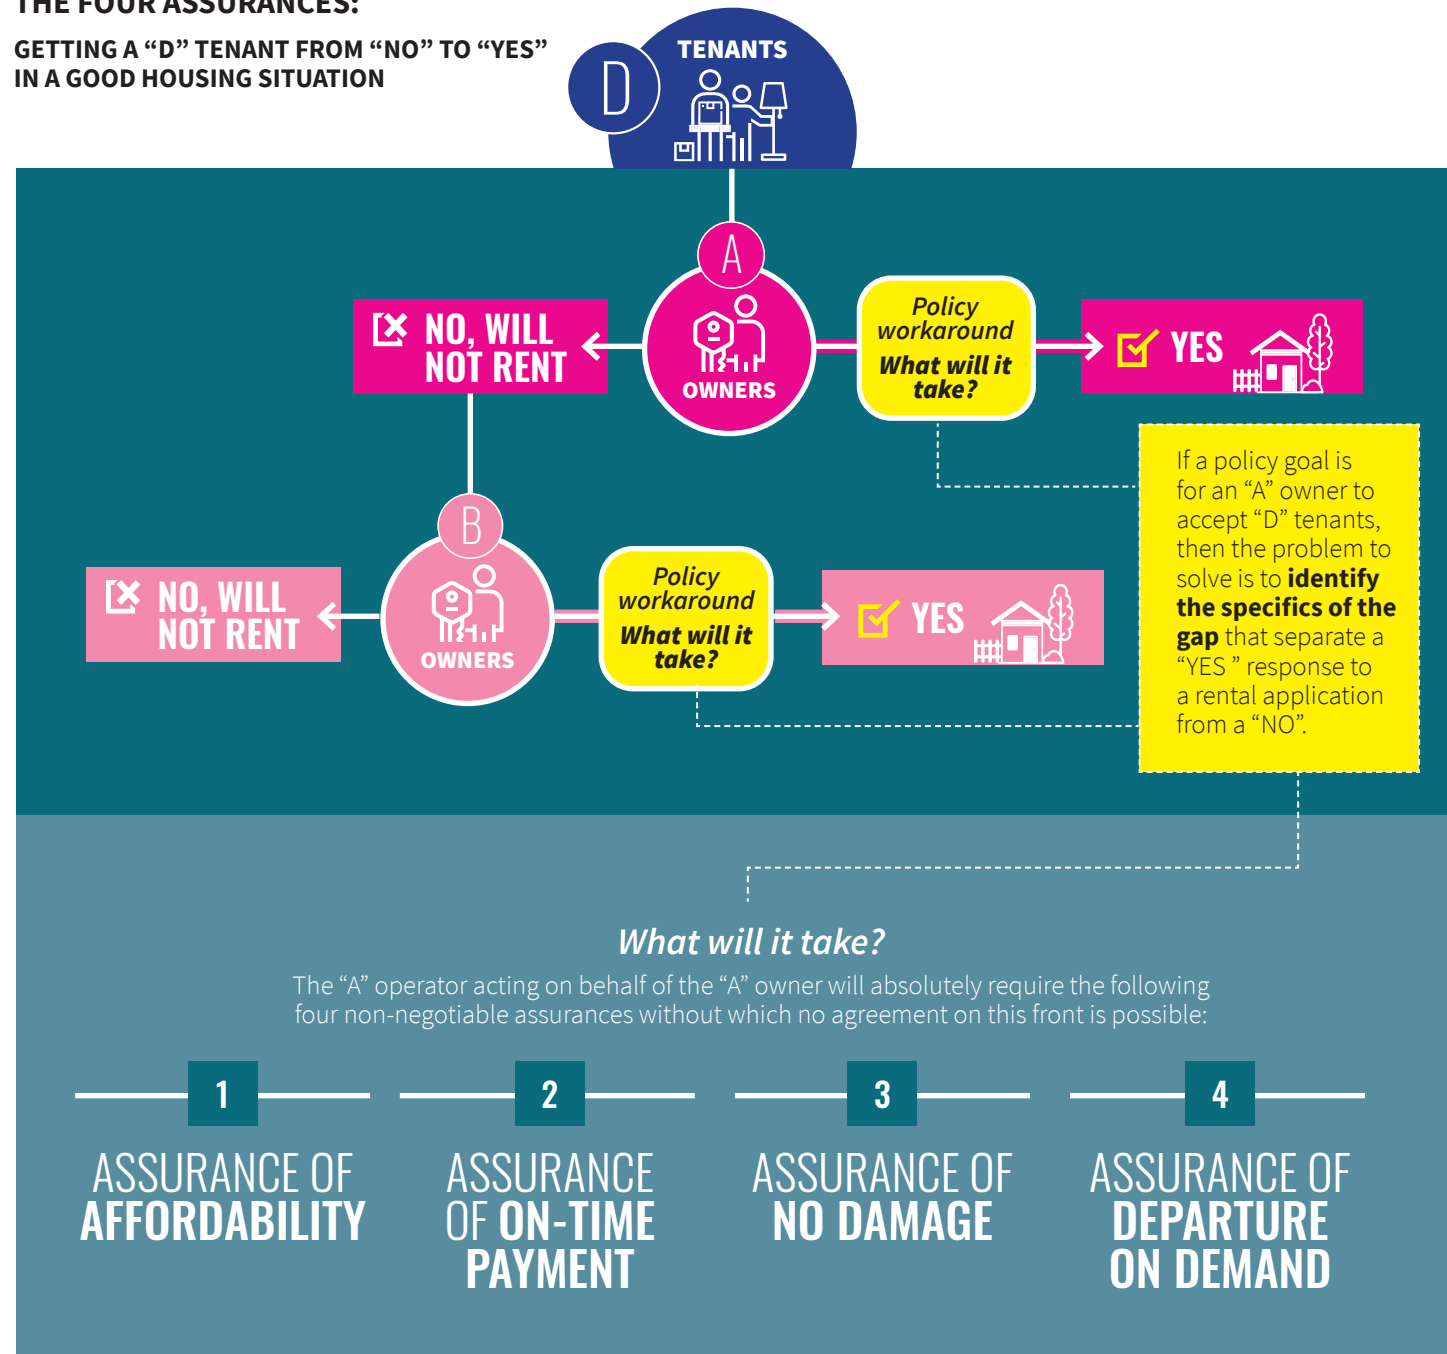 THE FOUR ASSURANCES:
GETTING A “D” TENANT FROM “NO” TO “YES”
IN A GOOD HOUSING SITUATION
D
TENANTS
A
OWNERS
NO, WILL
NOT RENT
Policy
workaround
What will it
take?
YES
B
OWNERS
NO, WILL
NOT RENT
Policy
workaround
What will it
take?
YES
If a policy goal is
for an “A” owner to
accept “D” tenants,
then the problem to
solve is to identify
the specifics of the
gap that separate a
“YES ” response to
a rental application
from a “NO”.
What will it take?
The “A” operator acting on behalf of the “A” owner will absolutely require the following
four non-negotiable assurances without which no agreement on this front is possible:
1
ASSURANCE OF
AFFORDABILITY
2
ASSURANCE
OF ON-TIME
PAYMENT
3
ASSURANCE OF
NO DAMAGE
4
ASSURANCE OF
DEPARTURE
ON DEMAND